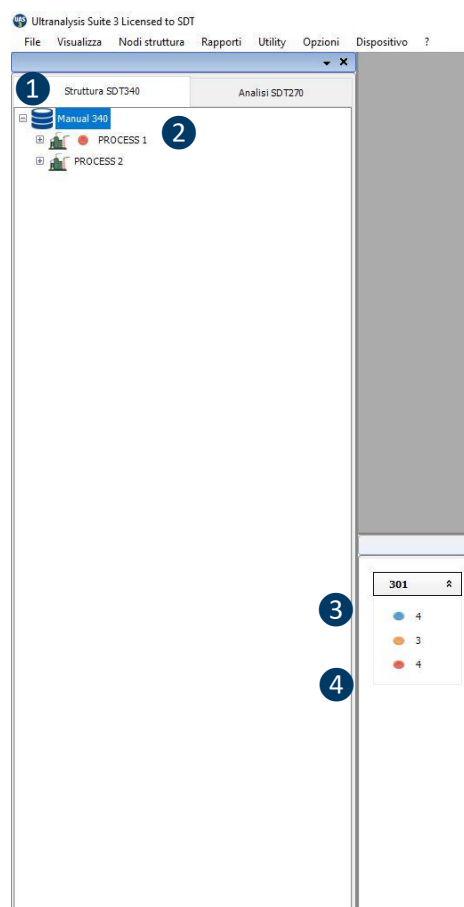 Ultranalysis Suite 3 Licensed to SDT
File Visualizza Nodi struttura Rapporti Utility Opzioni Dispositivo ?
1 Struttura SDT340 Analisi SDT270
Manual 340
2
PROCESS 1
PROCESS 2
301
3 4
3
4 4